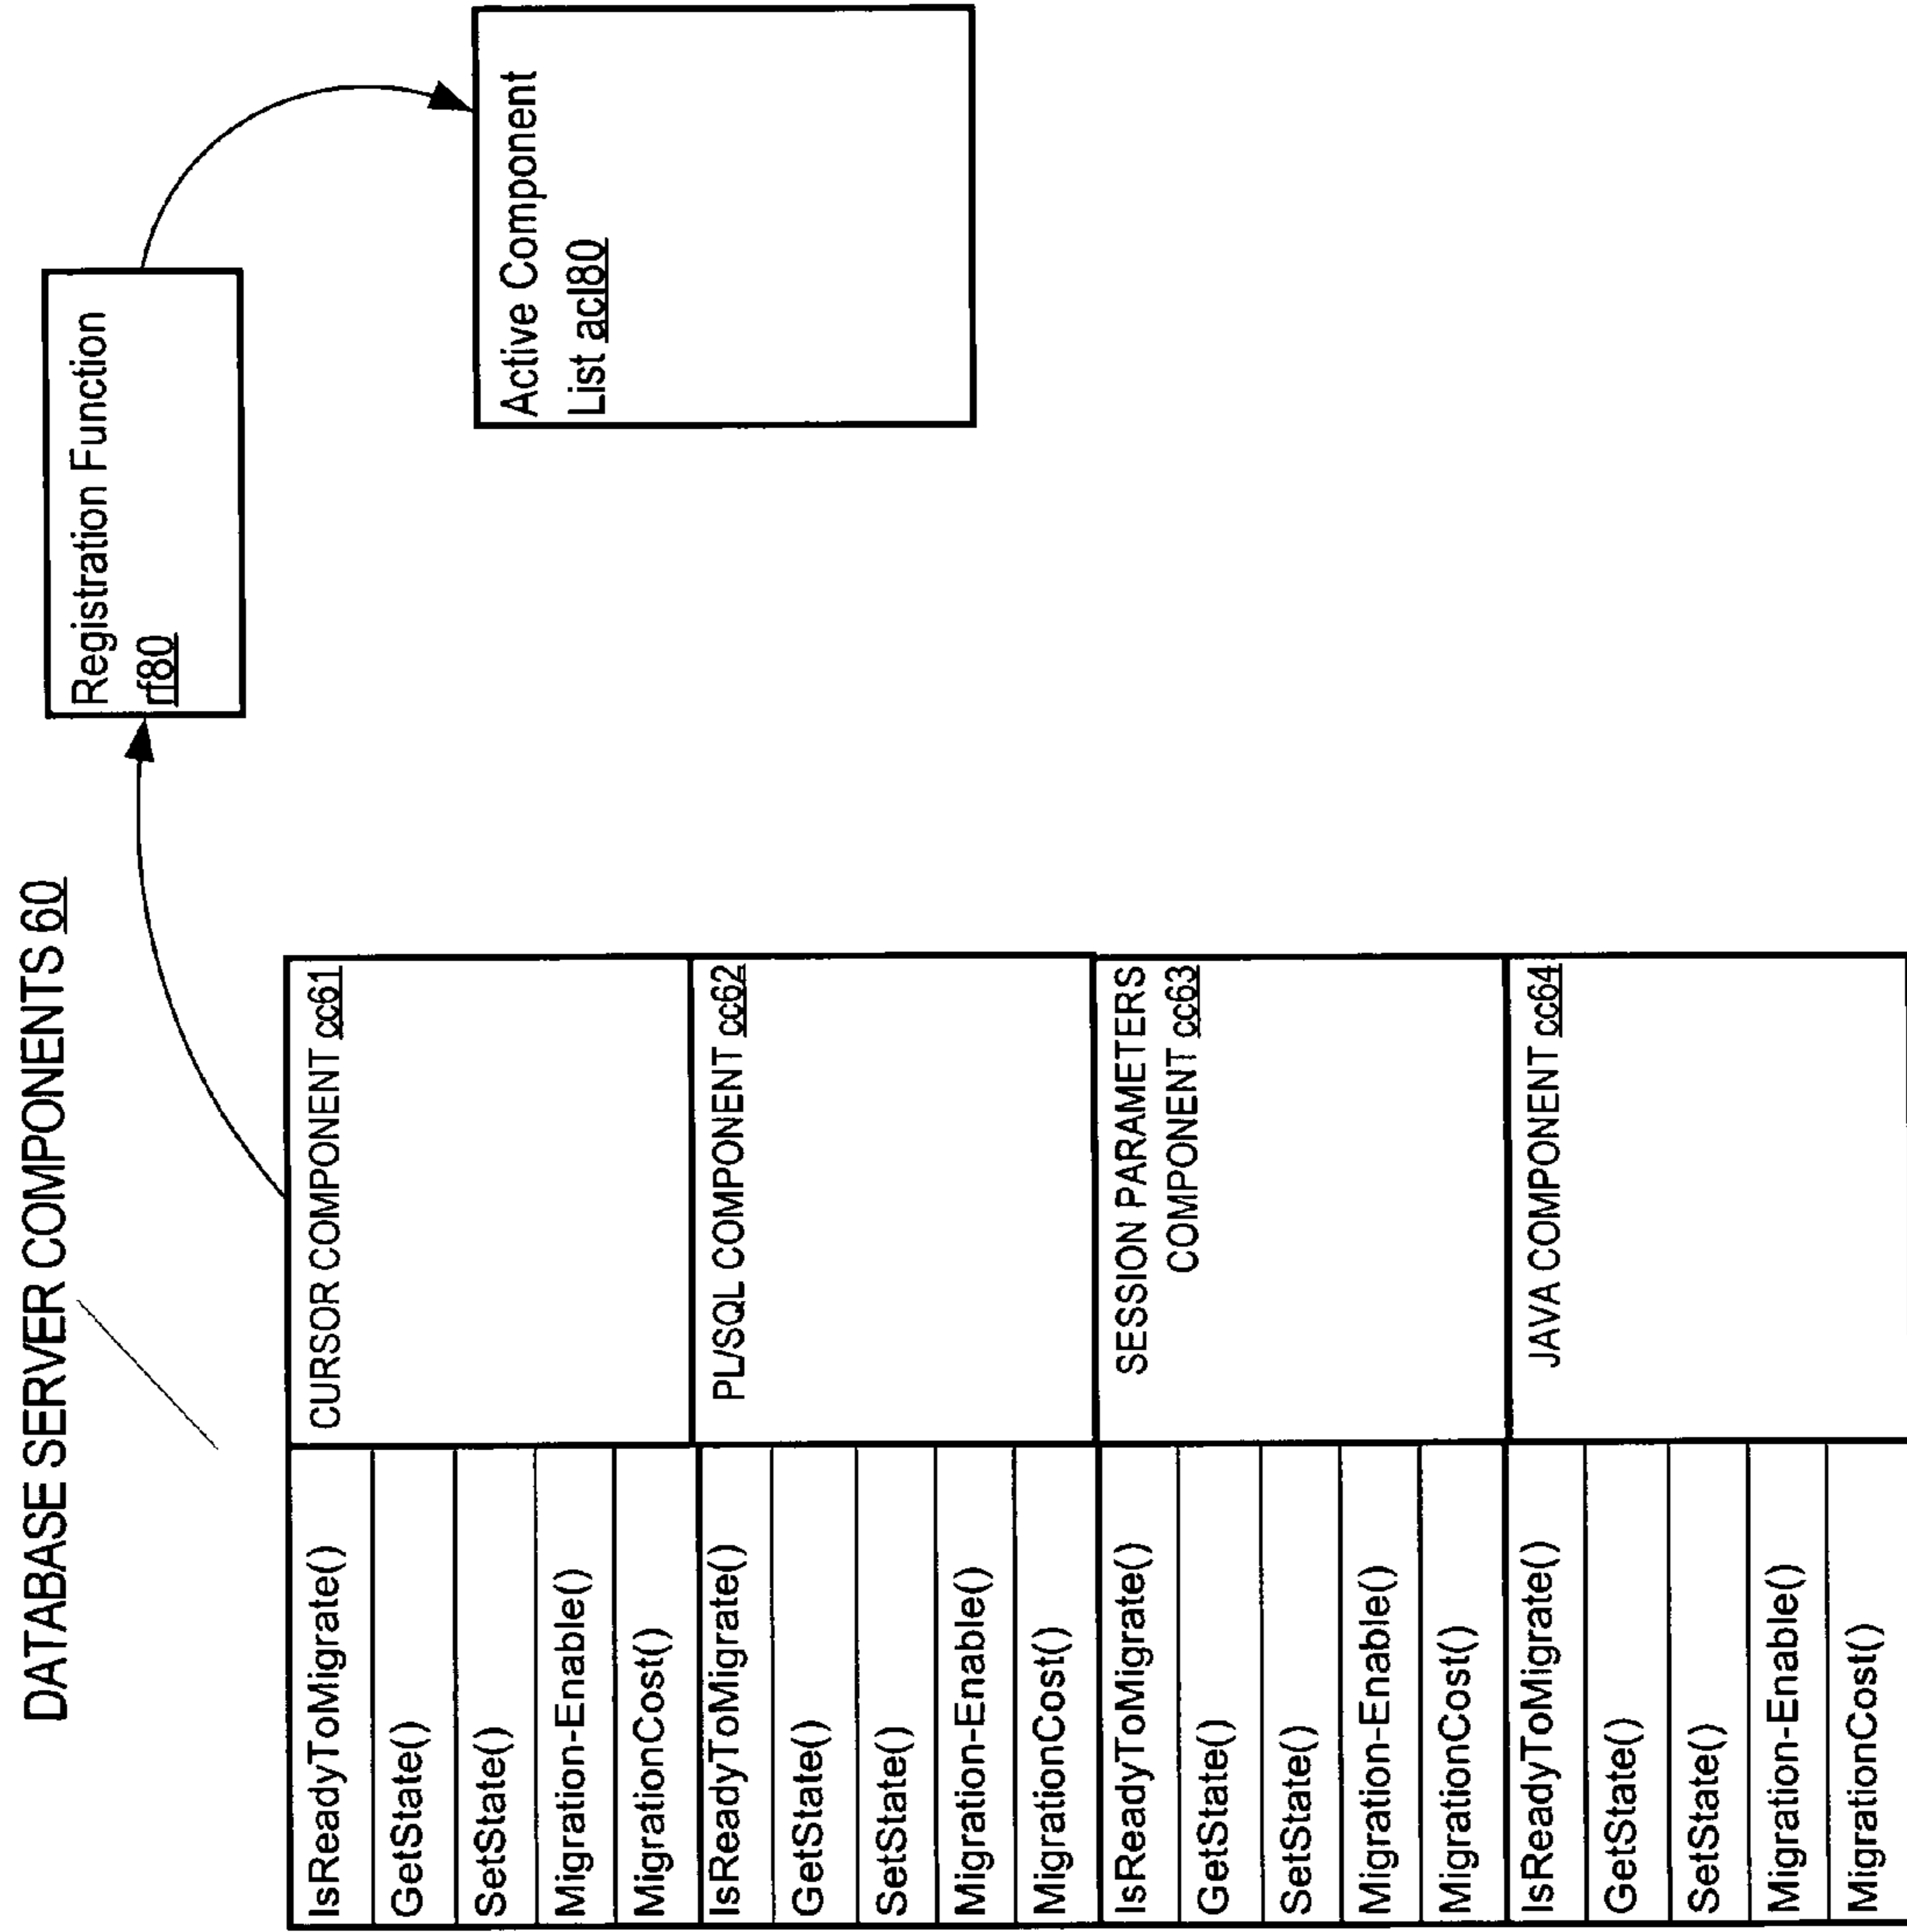 DATABASE SERVER COMPONENTS 60
IsReadyToMigrate()
GetState()
SetState()
Migration-Enable()
MigrationCost()
CURSOR COMPONENT cc61
IsReadyToMigrate()
GetState()
SetState()
Migration-Enable()
MigrationCost()
PL/SQL COMPONENT cc62
IsReadyToMigrate()
GetState()
SetState()
Migration-Enable()
MigrationCost()
SESSION PARAMETERS
COMPONENT cc63
IsReadyToMigrate()
GetState()
SetState()
Migration-Enable()
MigrationCost()
JAVA COMPONENT cc64
Registration Function
rf80
Active Component
List acl80